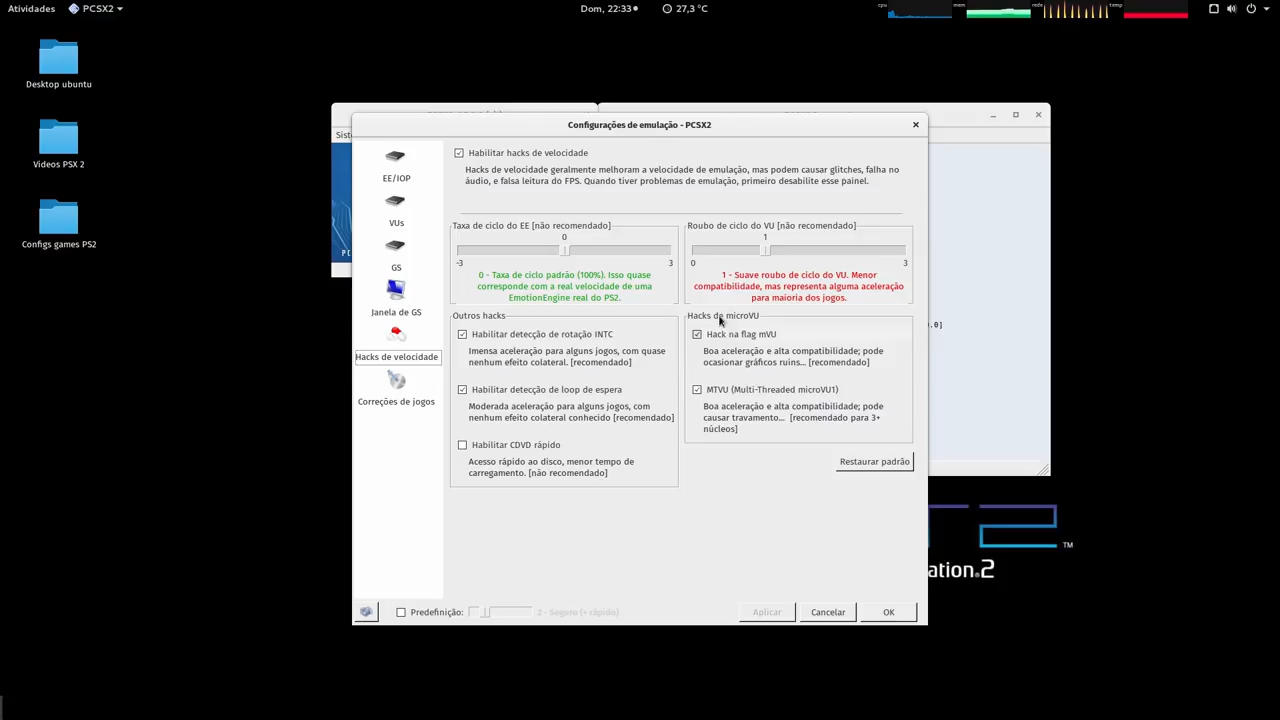 Atividades
PCSX2
Dom, 22:33
27,3 °C
cpu
mem
rede
temp
Desktop ubuntu
Videos PSX 2
Configs games PS2
Sist
Configurações de emulação - PCSX2
EE/IOP
VUs
GS
Janela de GS
Hacks de velocidade
Correções de jogos
Habilitar hacks de velocidade
Hacks de velocidade geralmente melhoram a velocidade de emulação, mas podem causar glitches, falha no
áudio, e falsa leitura do FPS. Quando tiver problemas de emulação, primeiro desabilite esse painel.
Taxa de ciclo do EE [não recomendado]
0
-3
3
0 - Taxa de ciclo padrão (100%). Isso quase
corresponde com a real velocidade de uma
EmotionEngine real do PS2.
Roubo de ciclo do VU [não recomendado]
1
0
3
1 - Suave roubo de ciclo do VU. Menor
compatibilidade, mas representa alguma aceleração
para maioria dos jogos.
Outros hacks
Habilitar detecção de rotação INTC
Imensa aceleração para alguns jogos, com quase
nenhum efeito colateral. [recomendado]
Habilitar detecção de loop de espera
Moderada aceleração para alguns jogos, com
nenhum efeito colateral conhecido [recomendado]
Habilitar CDVD rápido
Acesso rápido ao disco, menor tempo de
carregamento. [não recomendado]
Hacks de microVU
Hack na flag mVU
Boa aceleração e alta compatibilidade; pode
ocasionar gráficos ruins... [recomendado]
MTVU (Multi-Threaded microVU1)
Boa aceleração e alta compatibilidade; pode
causar travamento... [recomendado para 3+
núcleos]
Restaurar padrão
.0]
Predefinição:
2 - Seguro (+ rápido)
Aplicar
Cancelar
OK
TM
ation.2